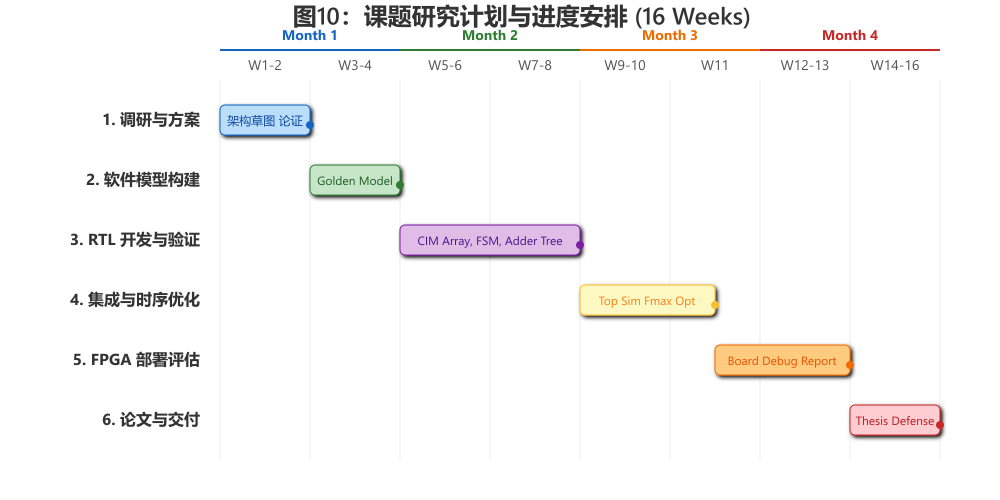 图10：课题研究计划与进度安排 (16 Weeks)
Month 1 Month 2 Month 3 Month 4
W1-2 W3-4 W5-6 W7-8 W9-10 W11 W12-13 W14-16
1. 调研与方案 架构草图 论证
2. 软件模型构建 Golden Model
3. RTL 开发与验证 CIM Array, FSM, Adder Tree
4. 集成与时序优化 Top Sim Fmax Opt
5. FPGA 部署评估 Board Debug Report
6. 论文与交付 Thesis Defense